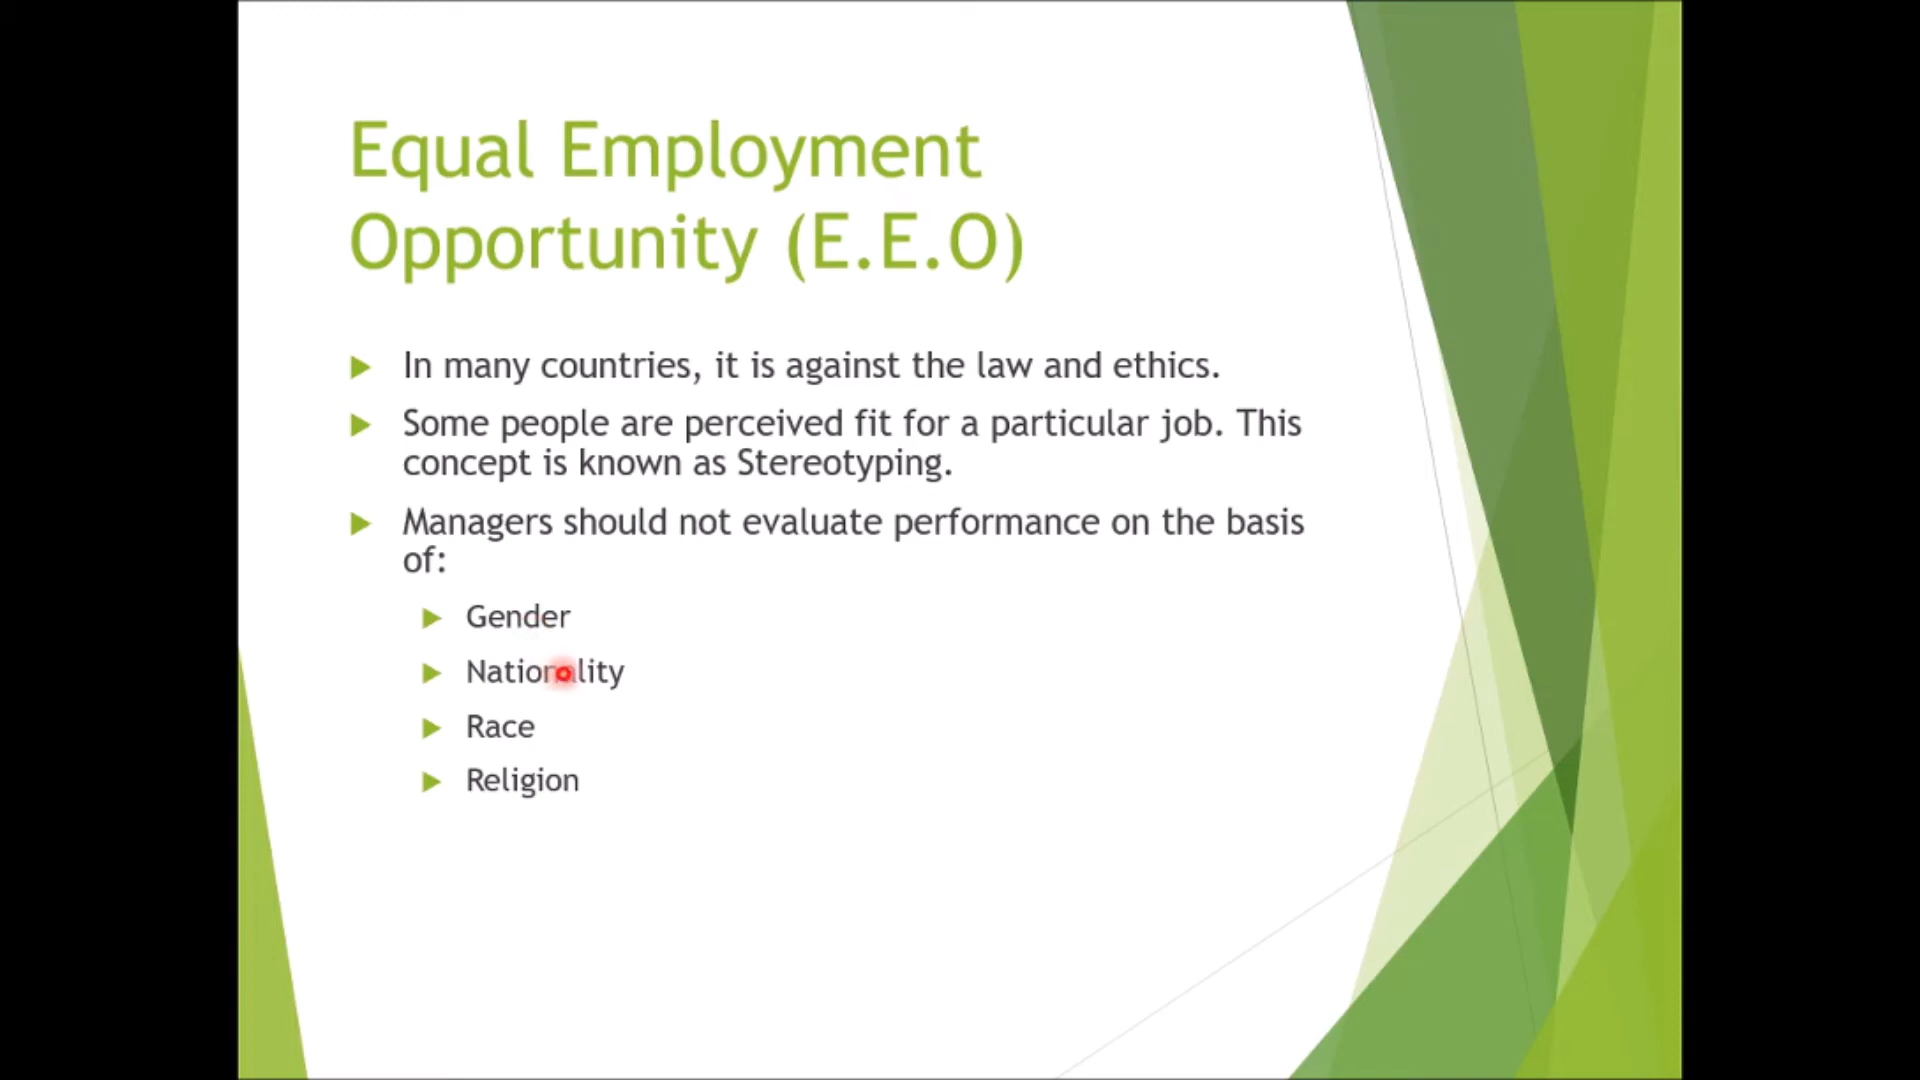 Equal Employment
Opportunity (E.E.O)
In many countries, it is against the law and ethics.
Some people are perceived fit for a particular job. This
concept is known as Stereotyping.
Managers should not evaluate performance on the basis
of:
Gender
Nationality
Race
Religion